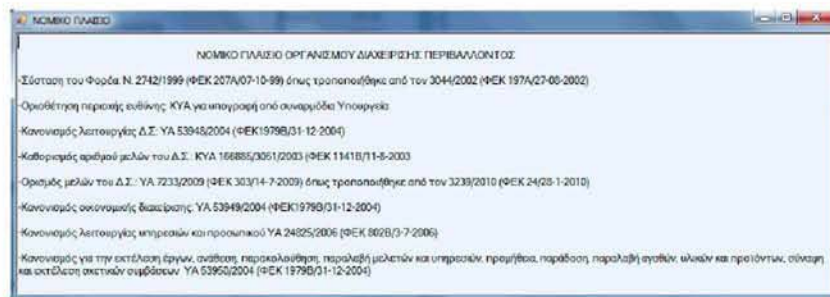 ΝΟΜΙΚΟ ΠΛΑΙΣΙΟ
ΝΟΜΙΚΟ ΠΛΑΙΣΙΟ ΟΡΓΑΝΙΣΜΟΥ ΔΙΑΧΕΙΡΙΣΗΣ ΠΕΡΙΒΑΛΛΟΝΤΟΣ
-Σύσταση του Φορέα: Ν. 2742/1999 (ΦΕΚ 207Α/07-10-99) όπως τροποποιήθηκε από τον 3044/2002 (ΦΕΚ 197Α/27-08-2002)
-Οριοθέτηση περιοχής ευθύνης: ΚΥΑ για υπογραφή από συναρμόδια Υπουργεία
-Κανονισμός λειτουργίας Δ.Σ: ΥΑ 53948/2004 (ΦΕΚ1979Β/31-12-2004)
-Καθορισμός αριθμού μελών του Δ.Σ.: ΚΥΑ 166885/3051/2003 (ΦΕΚ 1141Β/11-8-2003
-Ορισμός μελών του Δ.Σ.: ΥΑ 7233/2009 (ΦΕΚ 303/14-7-2009) όπως τροποποιήθηκε από τον 3239/2010 (ΦΕΚ 24/28-1-2010)
-Κανονισμός οικονομικής διαχείρισης: ΥΑ 53949/2004 (ΦΕΚ1979Β/31-12-2004)
-Κανονισμός λειτουργίας υπηρεσιών και προσωπικού ΥΑ 24825/2006 (ΦΕΚ 802Β/3-7-2006)
-Κανονισμός για την εκτέλεση έργων, ανάθεση, παρακολούθηση, παραλαβή μελετών και υπηρεσιών, προμήθεια, παράδοση, παραλαβή αγαθών, υλικών και προϊόντων, σύναψη
και εκτέλεση σχετικών συμβάσεων: ΥΑ 53950/2004 (ΦΕΚ 1979Β/31-12-2004)